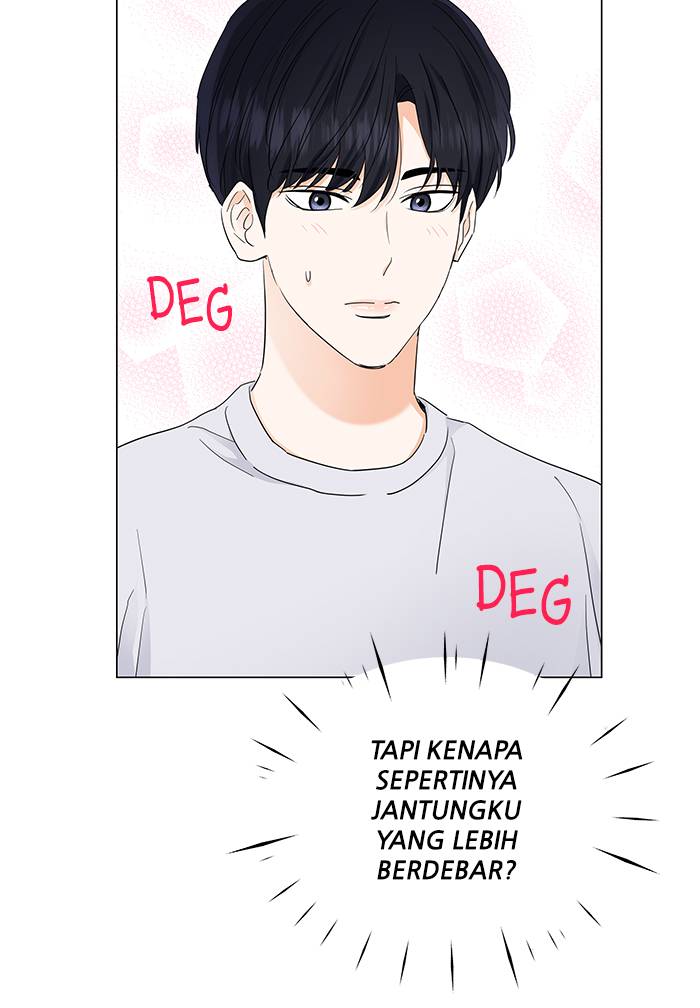 DEG
DEG
TAPI KENAPA
SEPERTINYA
JANTUNGKU
YANG LEBIH
BERDEBAR?